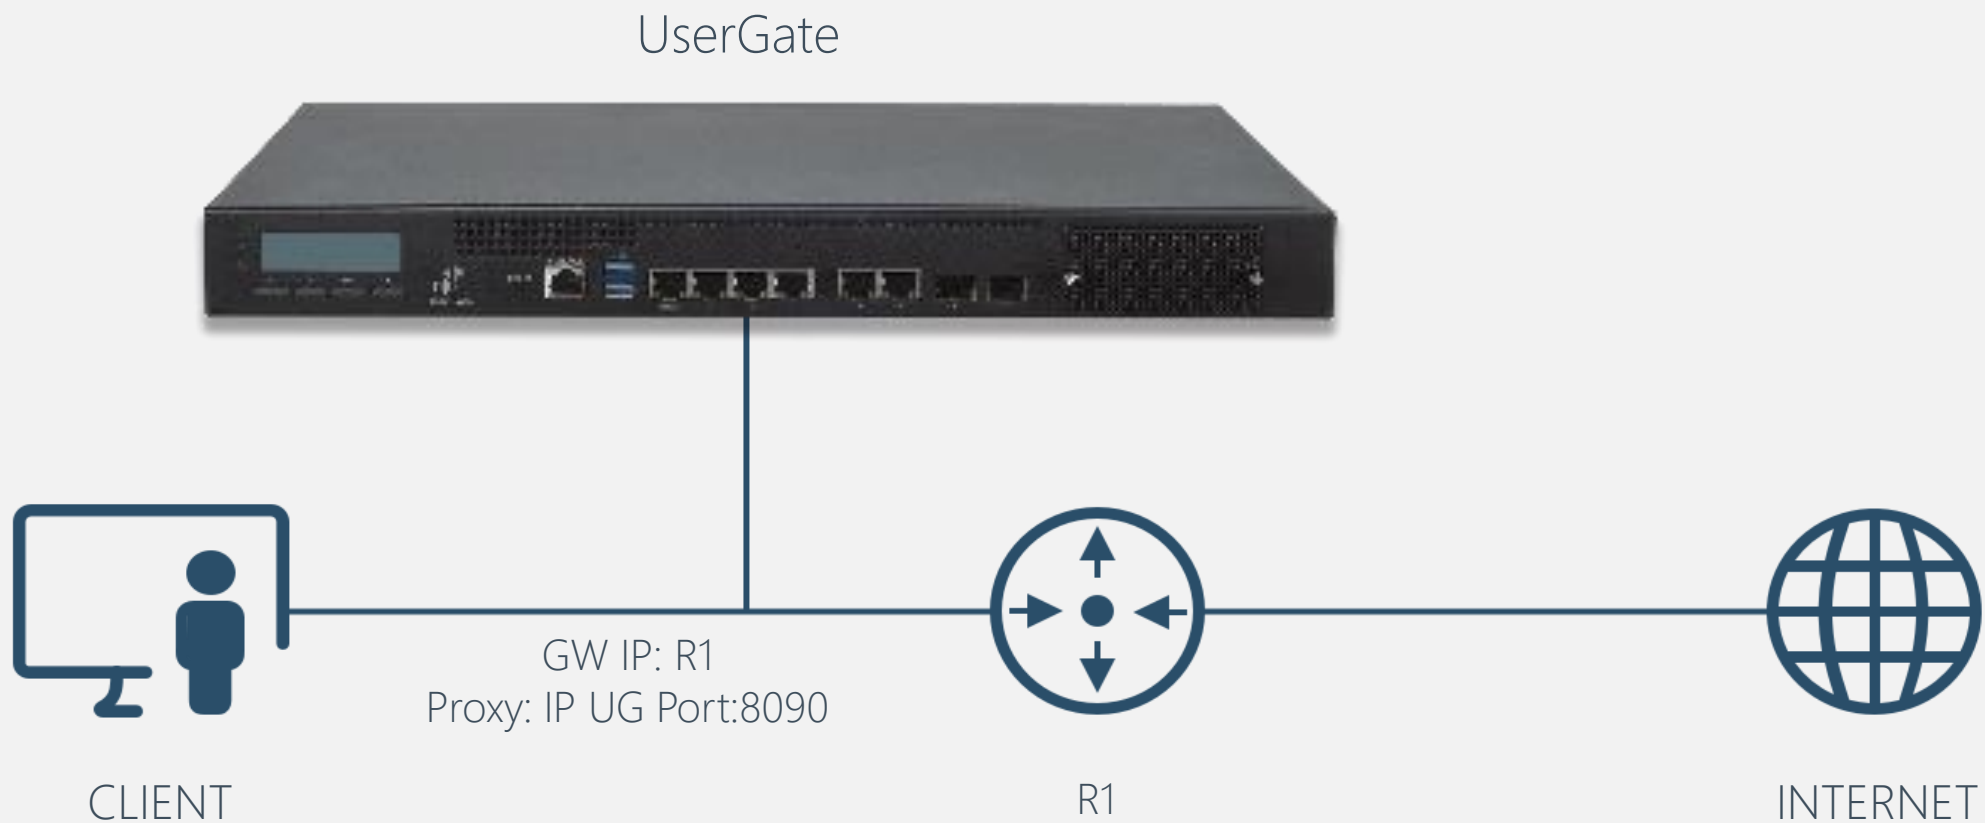 UserGate
GW IP: R1
Proxy: IP UG Port:8090
CLIENT
R1
INTERNET